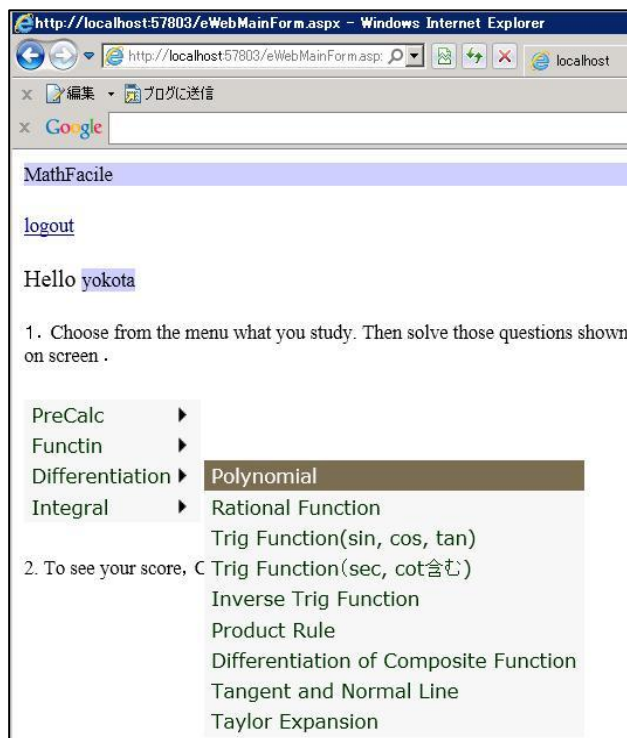 http://localhost:57803/eWebMainForm.aspx - Windows Internet Explorer
http://localhost:57803/eWebMainForm.asp:
localhost
x 編集 ブログに送信
x Google
MathFacile
logout
Hello yokota
1. Choose from the menu what you study. Then solve those questions shown
on screen .
PreCalc
Functin
Differentiation
Integral
Polynomial
Rational Function
Trig Function(sin, cos, tan)
Trig Function(sec, cot含む)
Inverse Trig Function
Product Rule
Differentiation of Composite Function
Tangent and Normal Line
Taylor Expansion
2. To see your score, C